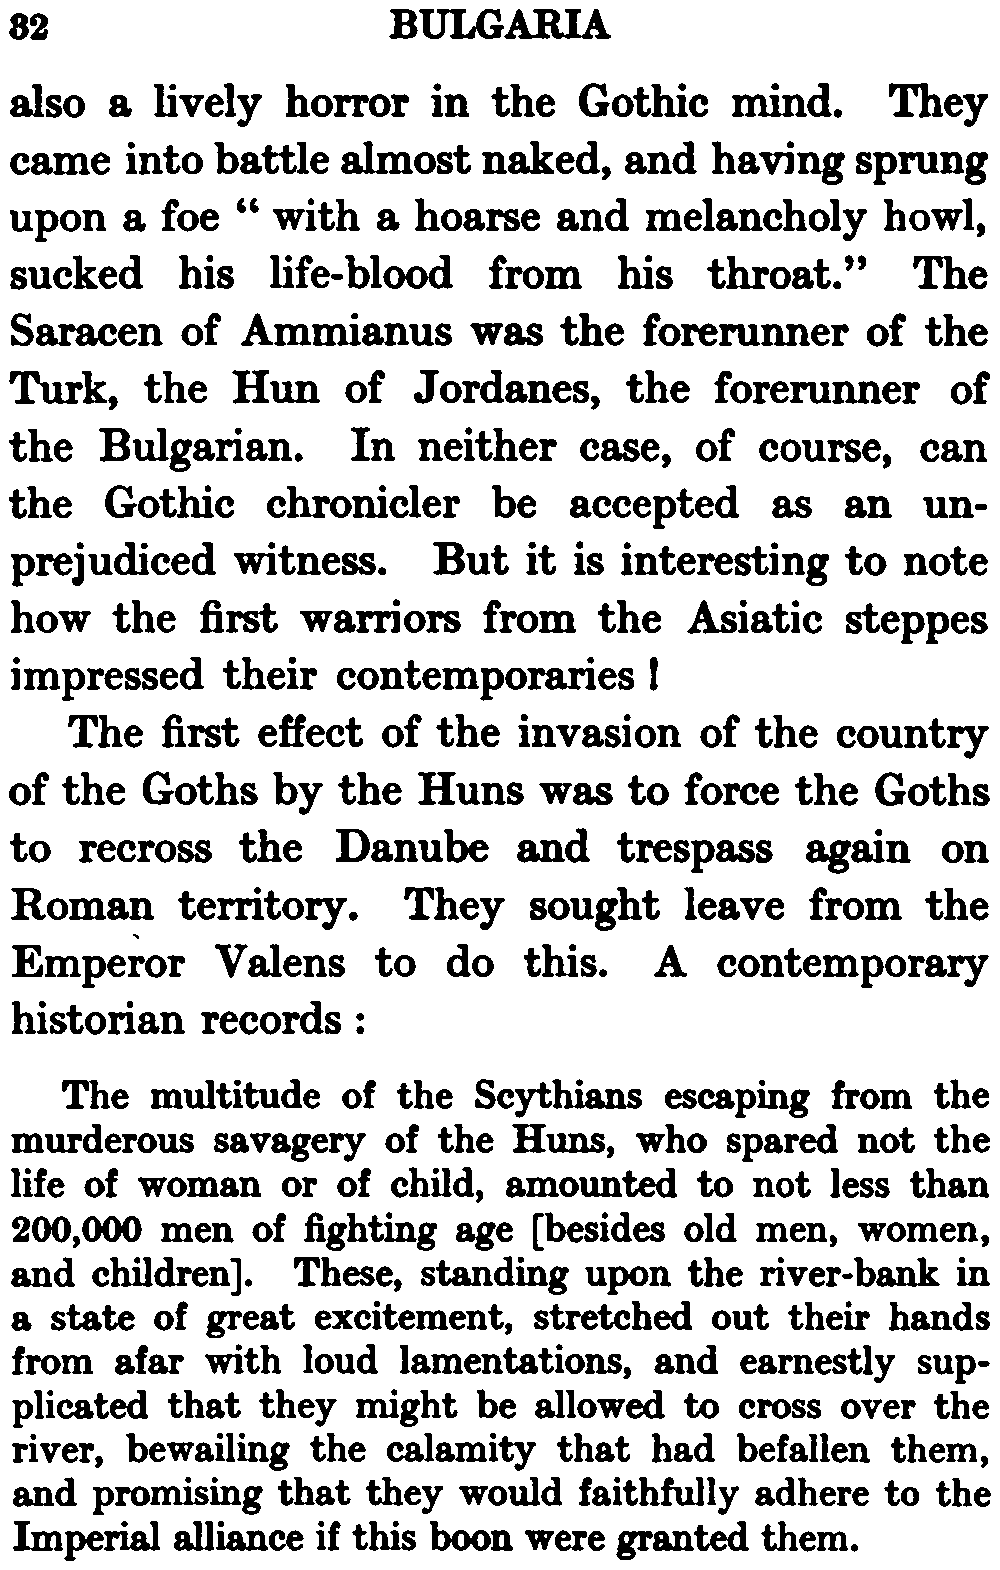 32 BULGARIA
also a lively horror in the Gothic mind. They
came into battle almost naked, and having sprung
upon a foe “ with a hoarse and melancholy howl,
sucked his life-blood from his throat.” The
Saracen of Ammianus was the forerunner of the
Turk, the Hun of Jordanes, the forerunner of
the Bulgarian. In neither case, of course, can
the Gothic chronicler be accepted as an un-
prejudiced witness. But it is interesting to note
how the first warriors from the Asiatic steppes
impressed their contemporaries !
The first effect of the invasion of the country
of the Goths by the Huns was to force the Goths
to recross the Danube and trespass again on
Roman territory. They sought leave from the
Emperor Valens to do this. A contemporary
historian records :
The multitude of the Scythians escaping from the
murderous savagery of the Huns, who spared not the
life of woman or of child, amounted to not less than
200,000 men of fighting age [besides old men, women,
and children]. These, standing upon the river-bank in
a state of great excitement, stretched out their hands
from afar with loud lamentations, and earnestly sup-
plicated that they might be allowed to cross over the
river, bewailing the calamity that had befallen them,
and promising that they would faithfully adhere to the
Imperial alliance if this boon were granted them.